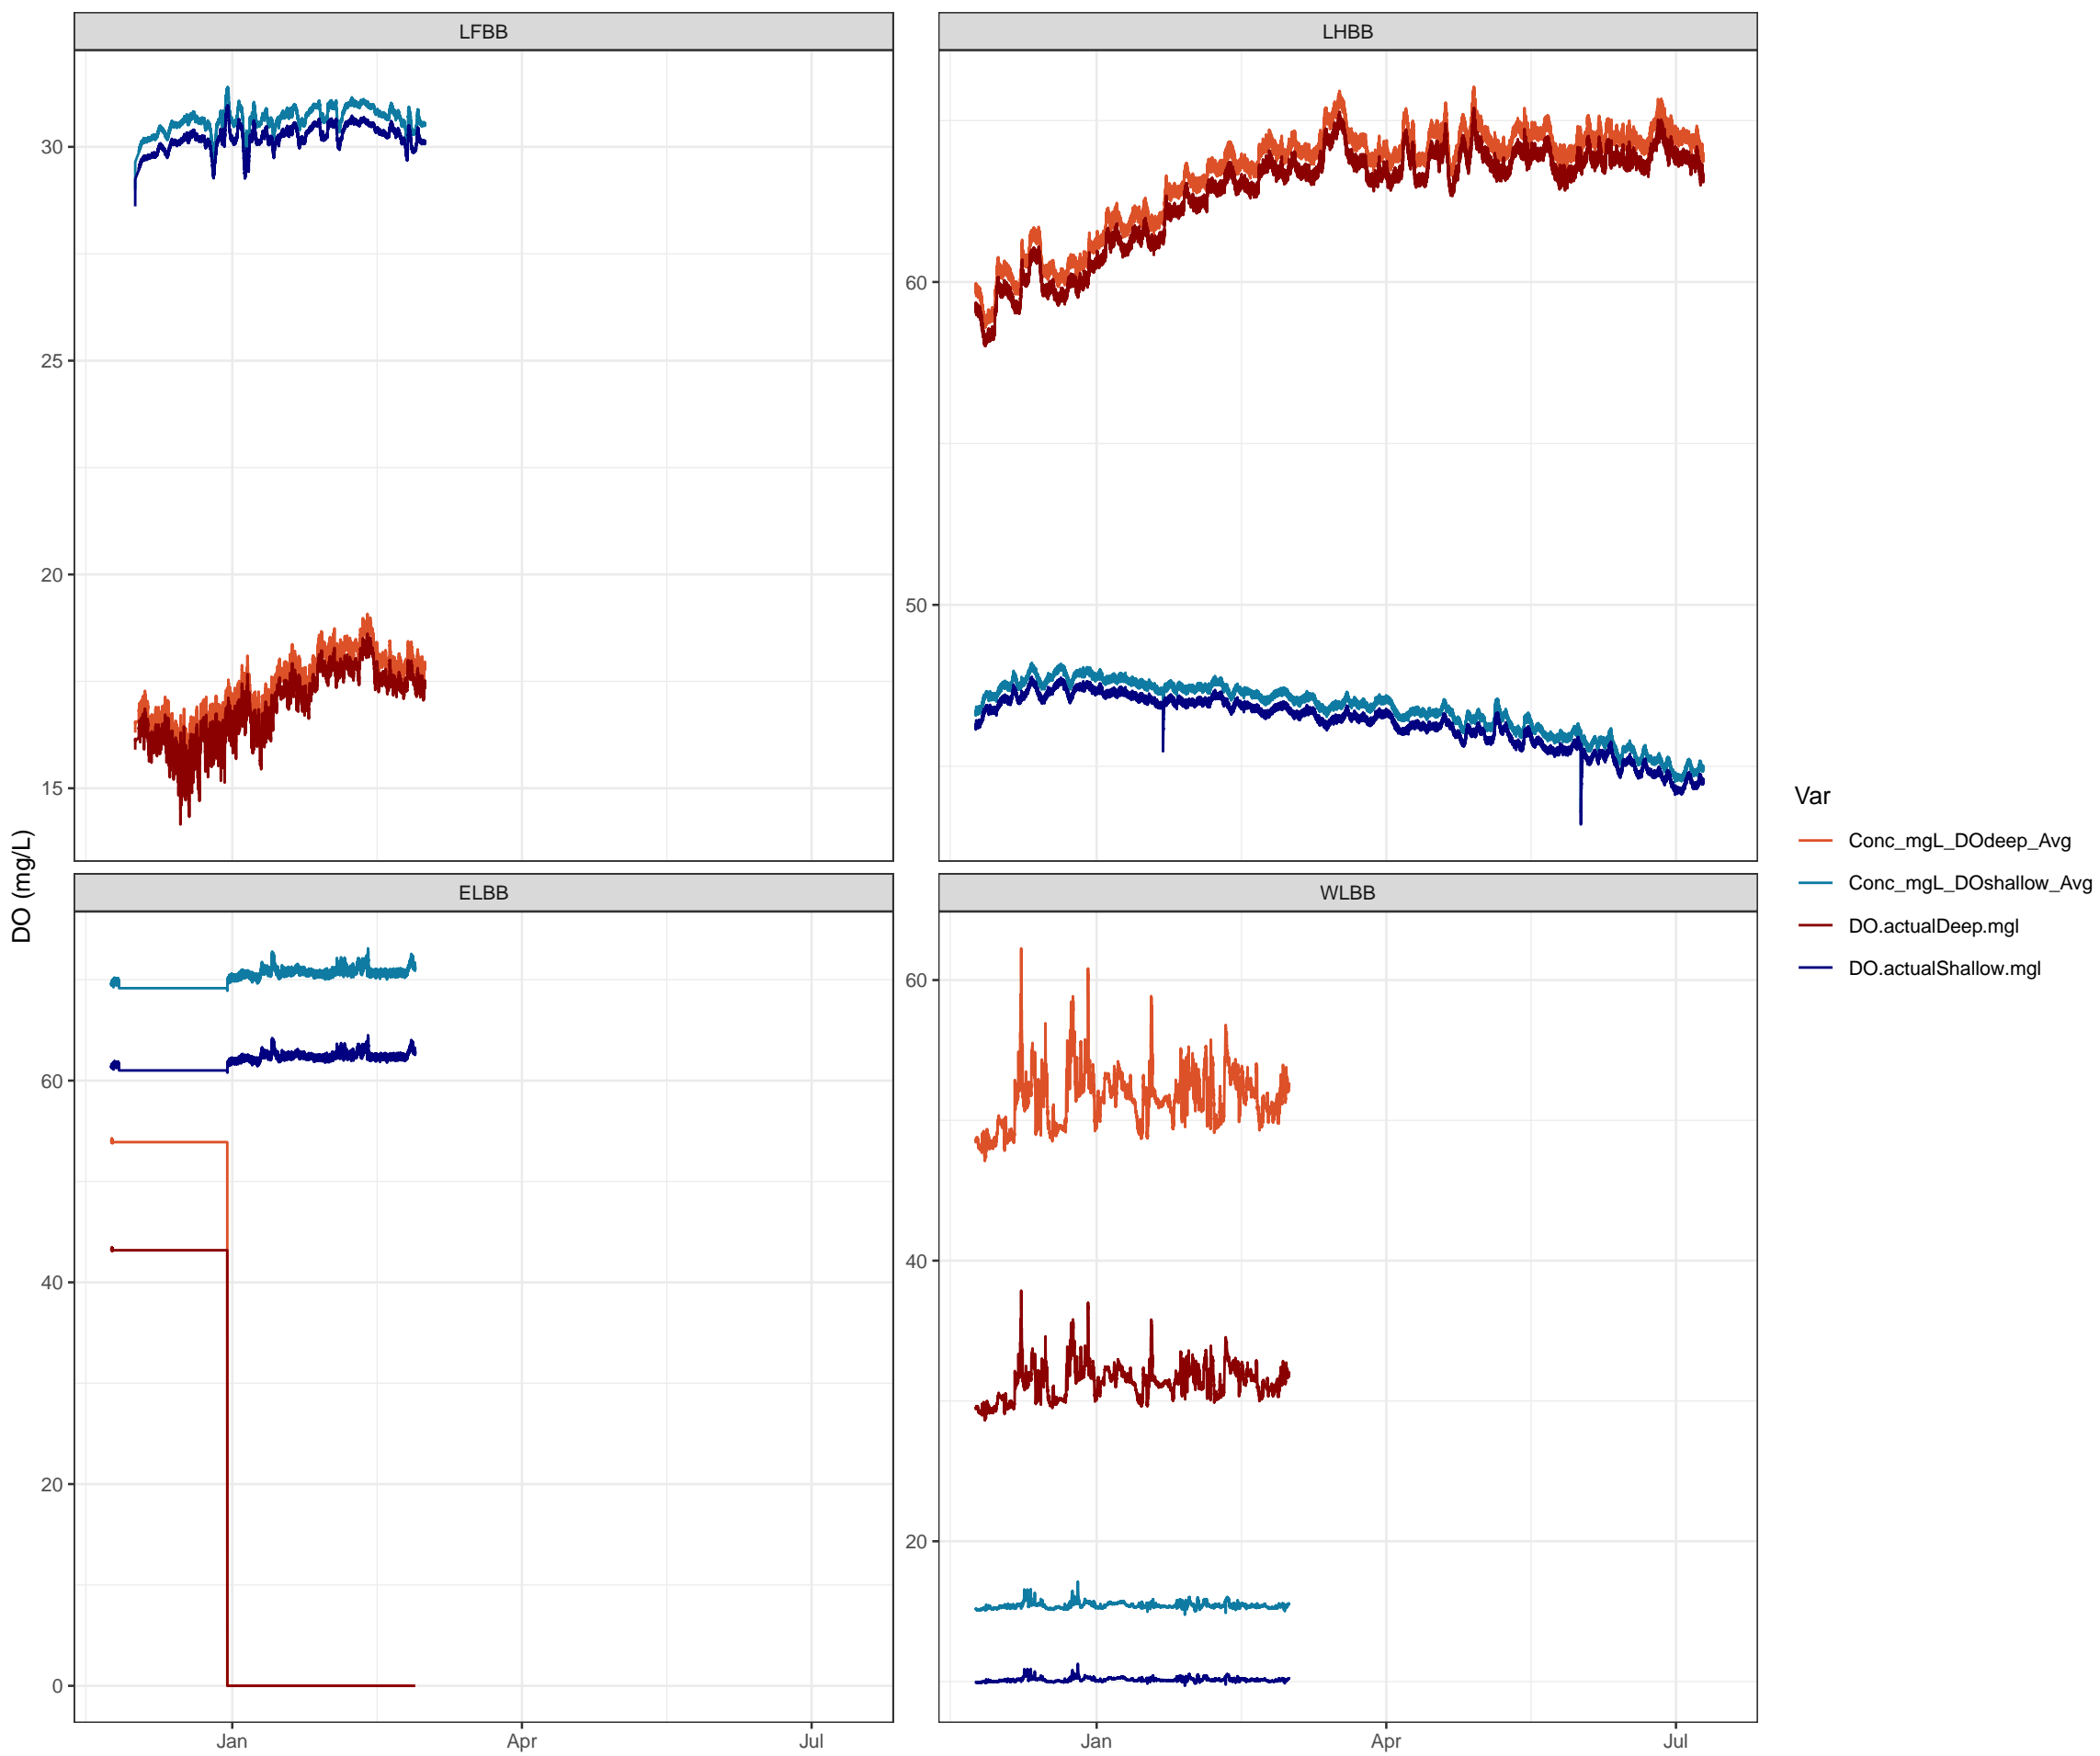 LFBB
LHBB
30
25
20
15
60
50
ELBB
WLBB
60
40
20
0
60
40
20
Jan
Apr
Jul
Jan
Apr
Jul
DO (mg/L)
Var
Conc_mgL_DOdeep_Avg
Conc_mgL_DOshallow_Avg
DO.actualDeep.mgl
DO.actualShallow.mgl